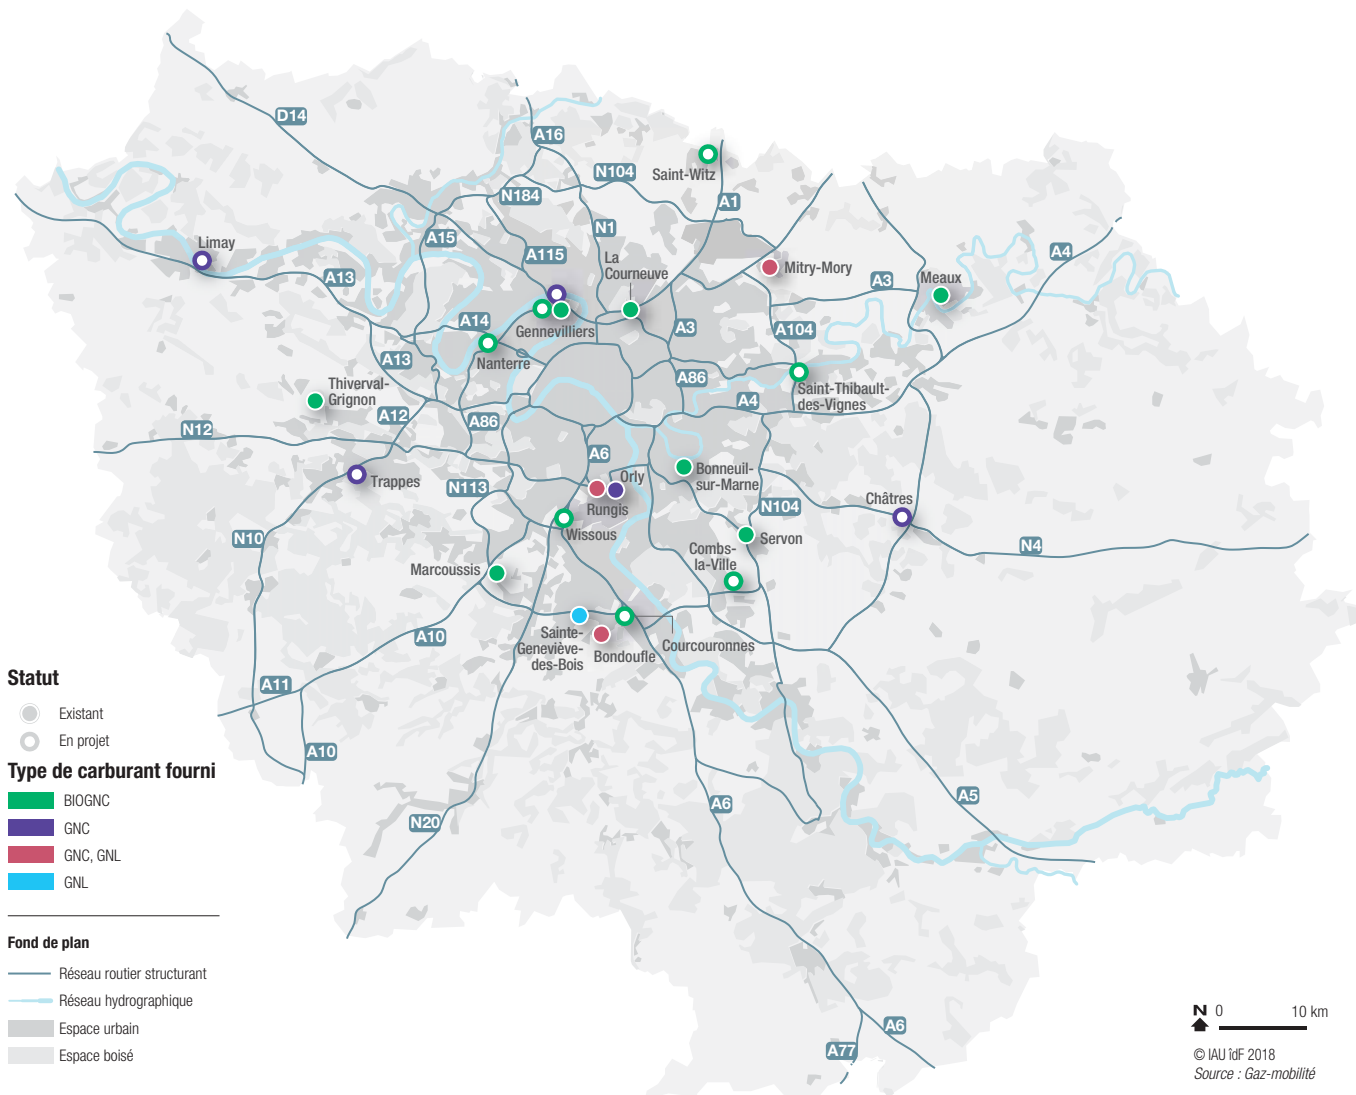 D14
A16
Saint-Witz
N104
N184
A1
N1
A15
Limay
A115
La
Courneuve
Mitry-Mory
A4
A13
A3
Meaux
A14
Gennevilliers
A3
A104
Nanterre
A13
A86
Saint-Thibault-
des-Vignes
Thiverval-
Grignon
A4
A12
A86
N12
A6
Trappes
N113
Orly
Rungis
Bonneuil-
sur-Marne
N104
Châtres
N10
Wissous
Servon
Combs-
la-Ville
N4
Marcoussis
A10
Sainte-
Geneviève-
des-Bois
Bondoufle
Courcouronnes
A11
A10
N20
A6
A5
A6
A77
Statut
Existant
En projet
Type de carburant fourni
BIOGNC
GNC
GNC, GNL
GNL
Fond de plan
Réseau routier structurant
Réseau hydrographique
Espace urbain
Espace boisé
N 0 10 km
© IAU îdF 2018
Source : Gaz-mobilité